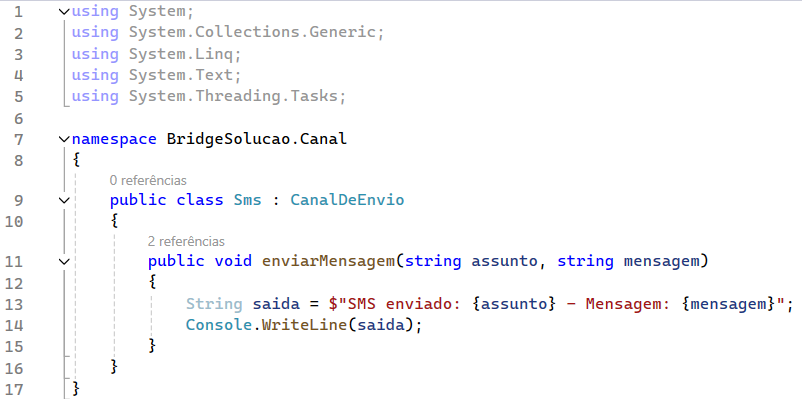 1 using System;
2 using System.Collections.Generic;
3 using System.Linq;
4 using System.Text;
5 using System.Threading.Tasks;
6
7 namespace BridgeSolucao.Canal
8 {
0 referências
9 public class Sms : CanalDeEnvio
10 {
2 referências
11 public void enviarMensagem(string assunto, string mensagem)
12 {
13 String saida = $"SMS enviado: {assunto} - Mensagem: {mensagem}";
14 Console.WriteLine(saida);
15 }
16 }
17 }